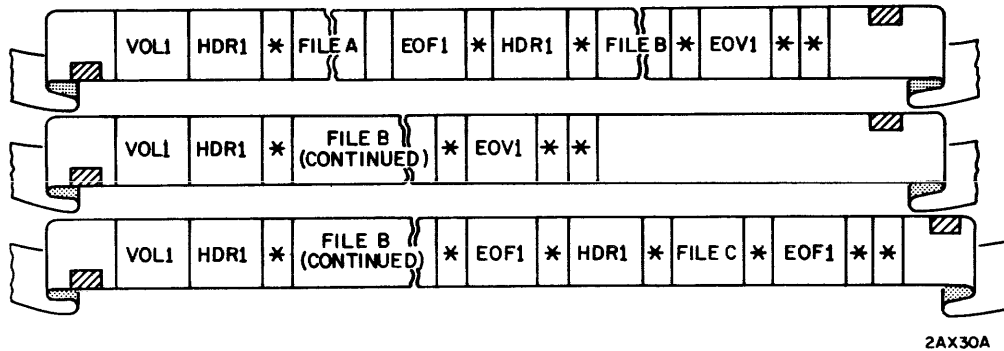 VOL1 HDR1 * FILE A EOF1 * HDR1 * FILE B * EOV1 * *
VOL1 HDR1 * FILE B (CONTINUED) * EOV1 * *
VOL1 HDR1 * FILE B (CONTINUED) * EOF1 * HDR1 * FILE C * EOF1 * *
2AX30A